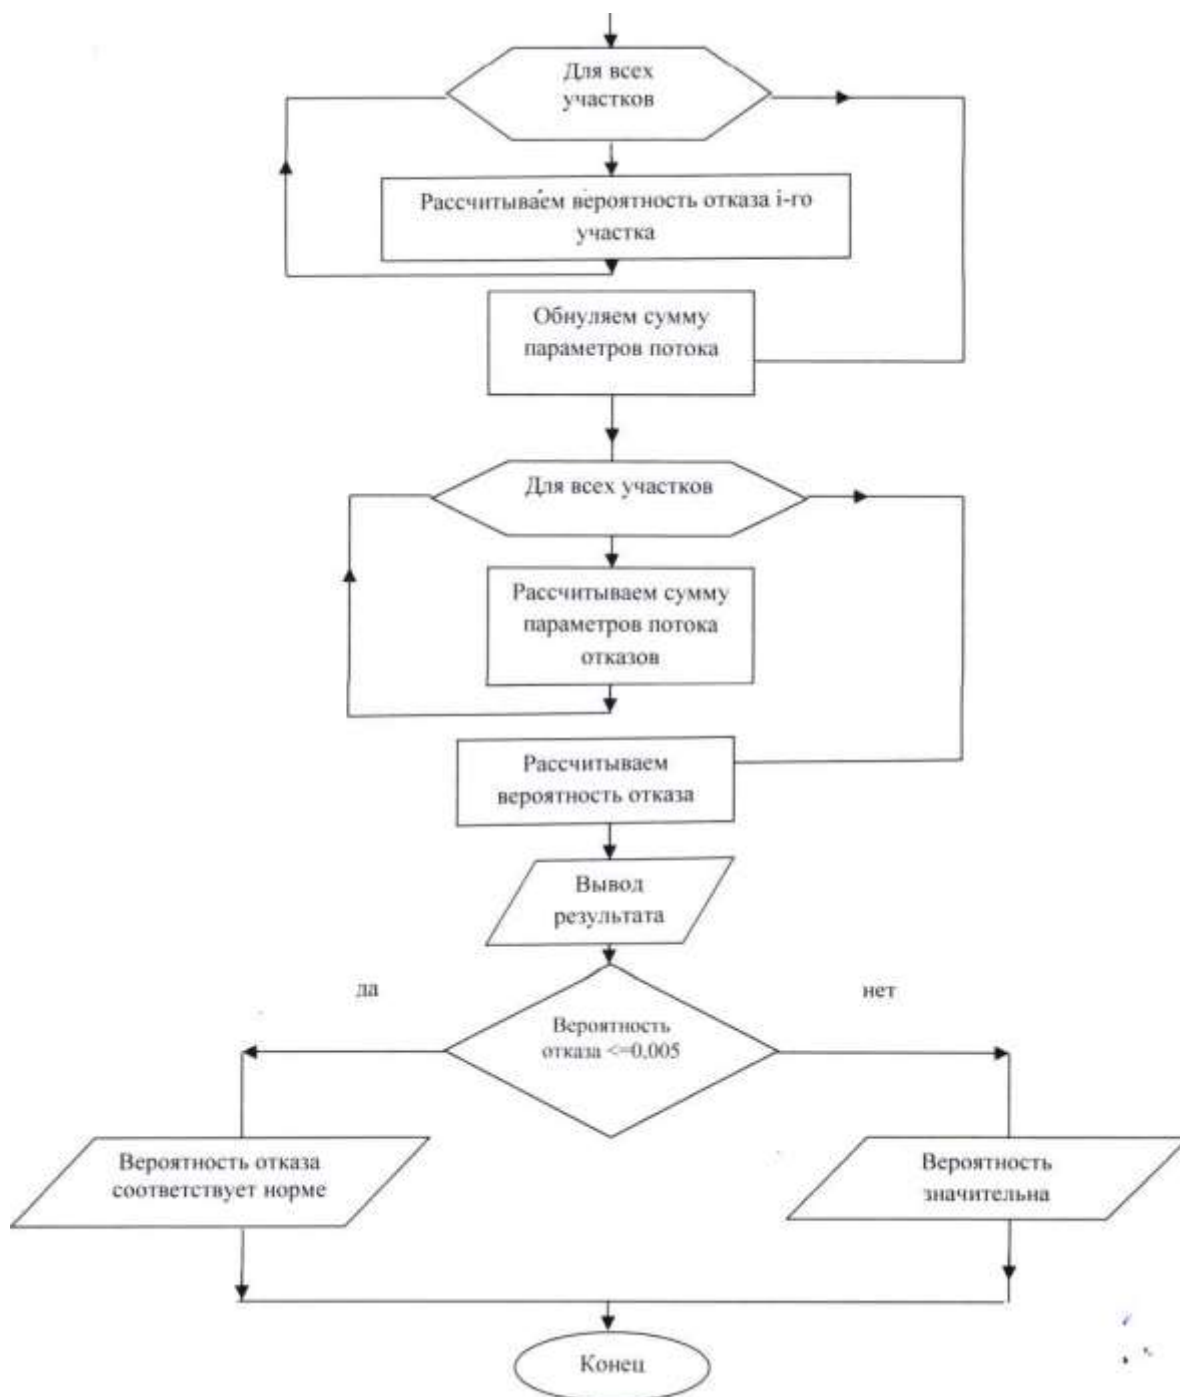 Для всех
участков
Рассчитываем вероятность отказа i-го
участка
Обнуляем сумму
параметров потока
Для всех участков
Рассчитываем сумму
параметров потока
отказов
Рассчитываем
вероятность отказа
Вывод
результата
да
нет
Вероятность
отказа <=0,005
Вероятность отказа
соответствует норме
Вероятность
значительна
Конец